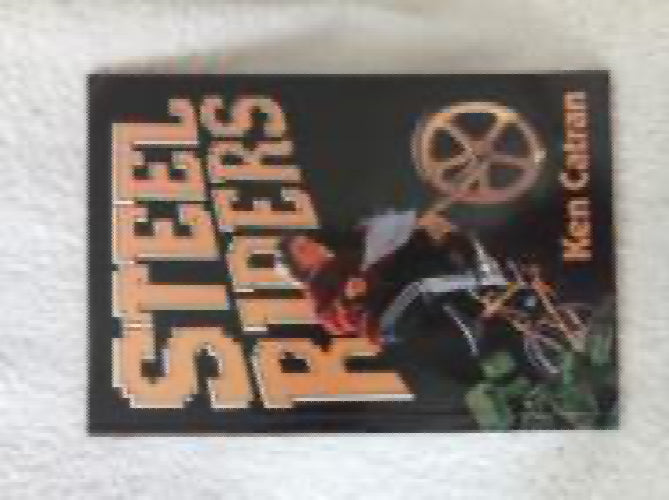 STEEL
RIDERS
Ken Catran